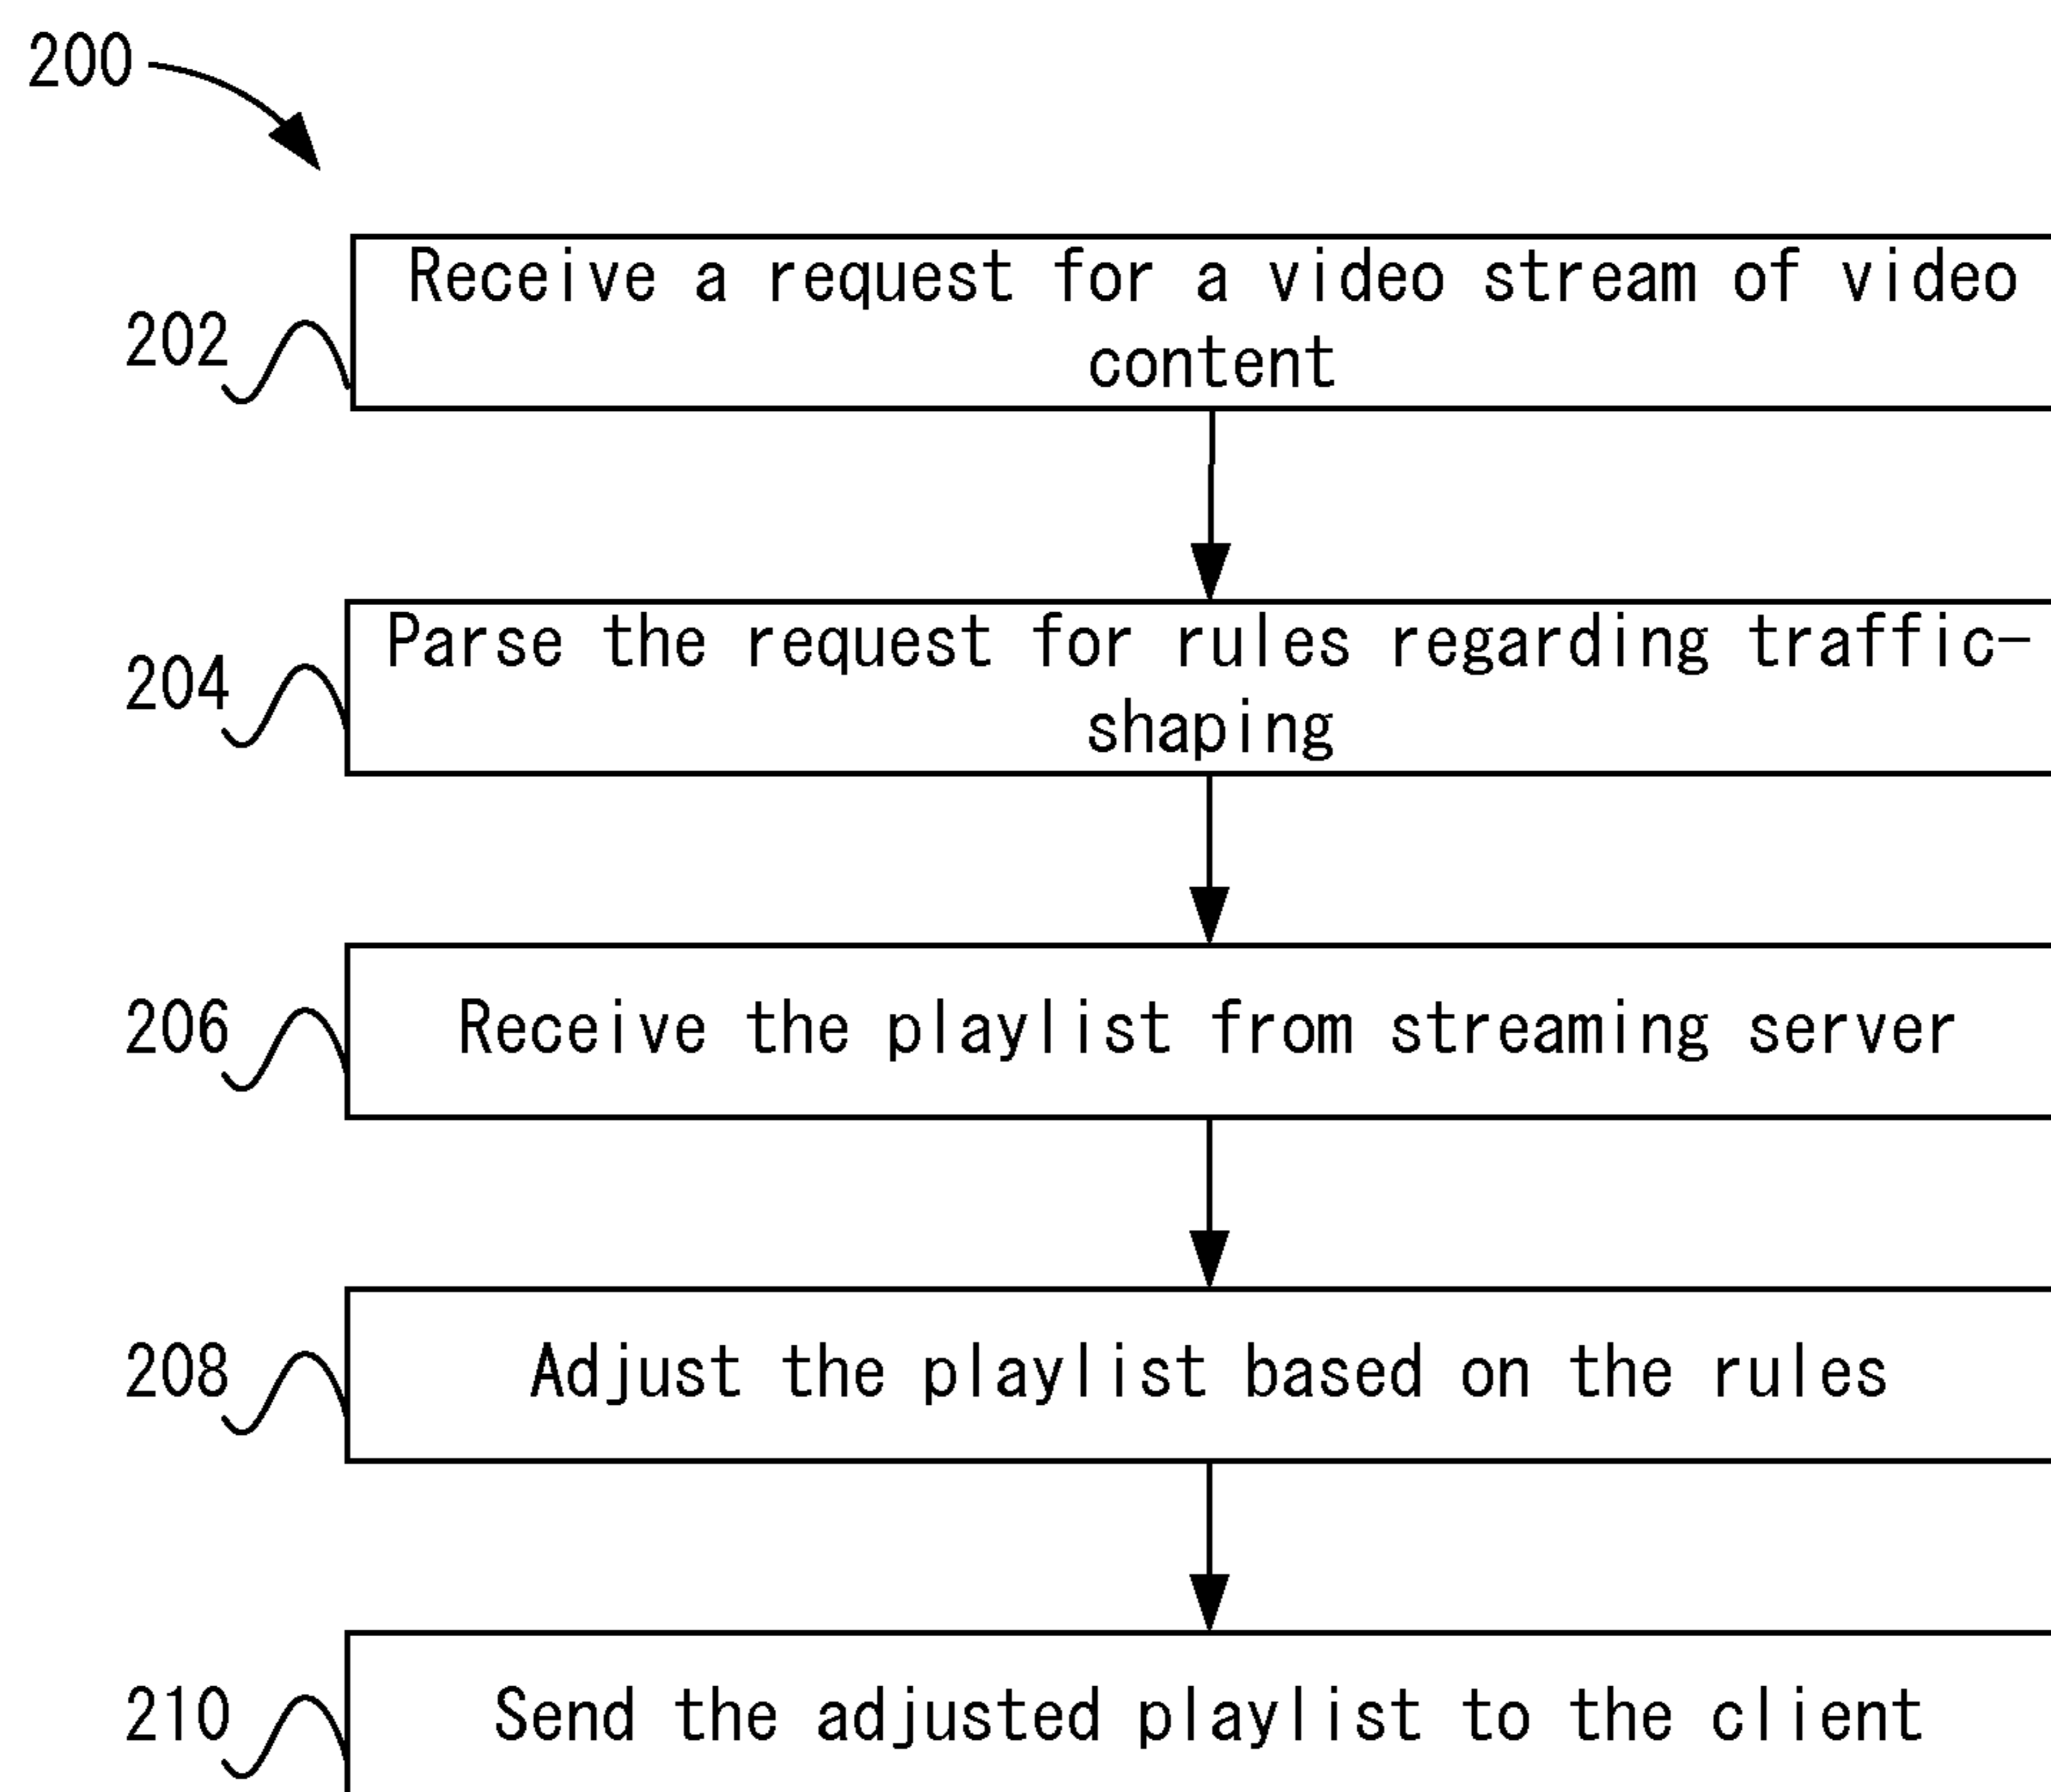 200
Receive a request for a video stream of video
content
202
Parse the request for rules regarding traffic-
shaping
204
Receive the playlist from streaming server
206
Adjust the playlist based on the rules
208
Send the adjusted playlist to the client
210